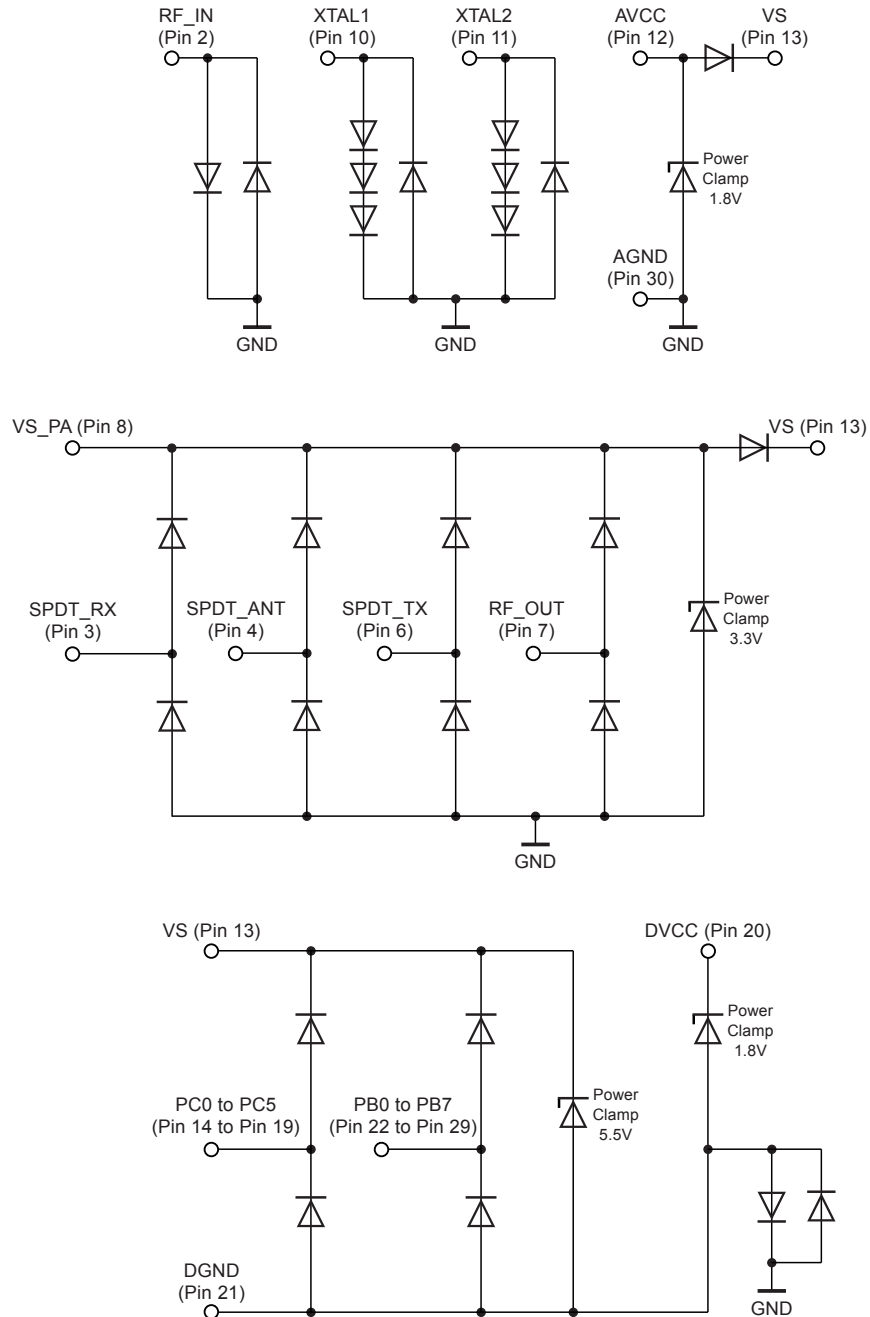 RF_IN
(Pin 2)
XTAL1
(Pin 10)
XTAL2
(Pin 11)
AVCC
(Pin 12)
VS
(Pin 13)
Power
Clamp
1.8V
AGND
(Pin 30)
GND
GND
GND
VS_PA (Pin 8)
VS (Pin 13)
SPDT_RX
(Pin 3)
SPDT_ANT
(Pin 4)
SPDT_TX
(Pin 6)
RF_OUT
(Pin 7)
Power
Clamp
3.3V
GND
VS (Pin 13)
DVCC (Pin 20)
Power
Clamp
1.8V
PC0 to PC5
(Pin 14 to Pin 19)
PB0 to PB7
(Pin 22 to Pin 29)
Power
Clamp
5.5V
DGND
(Pin 21)
GND